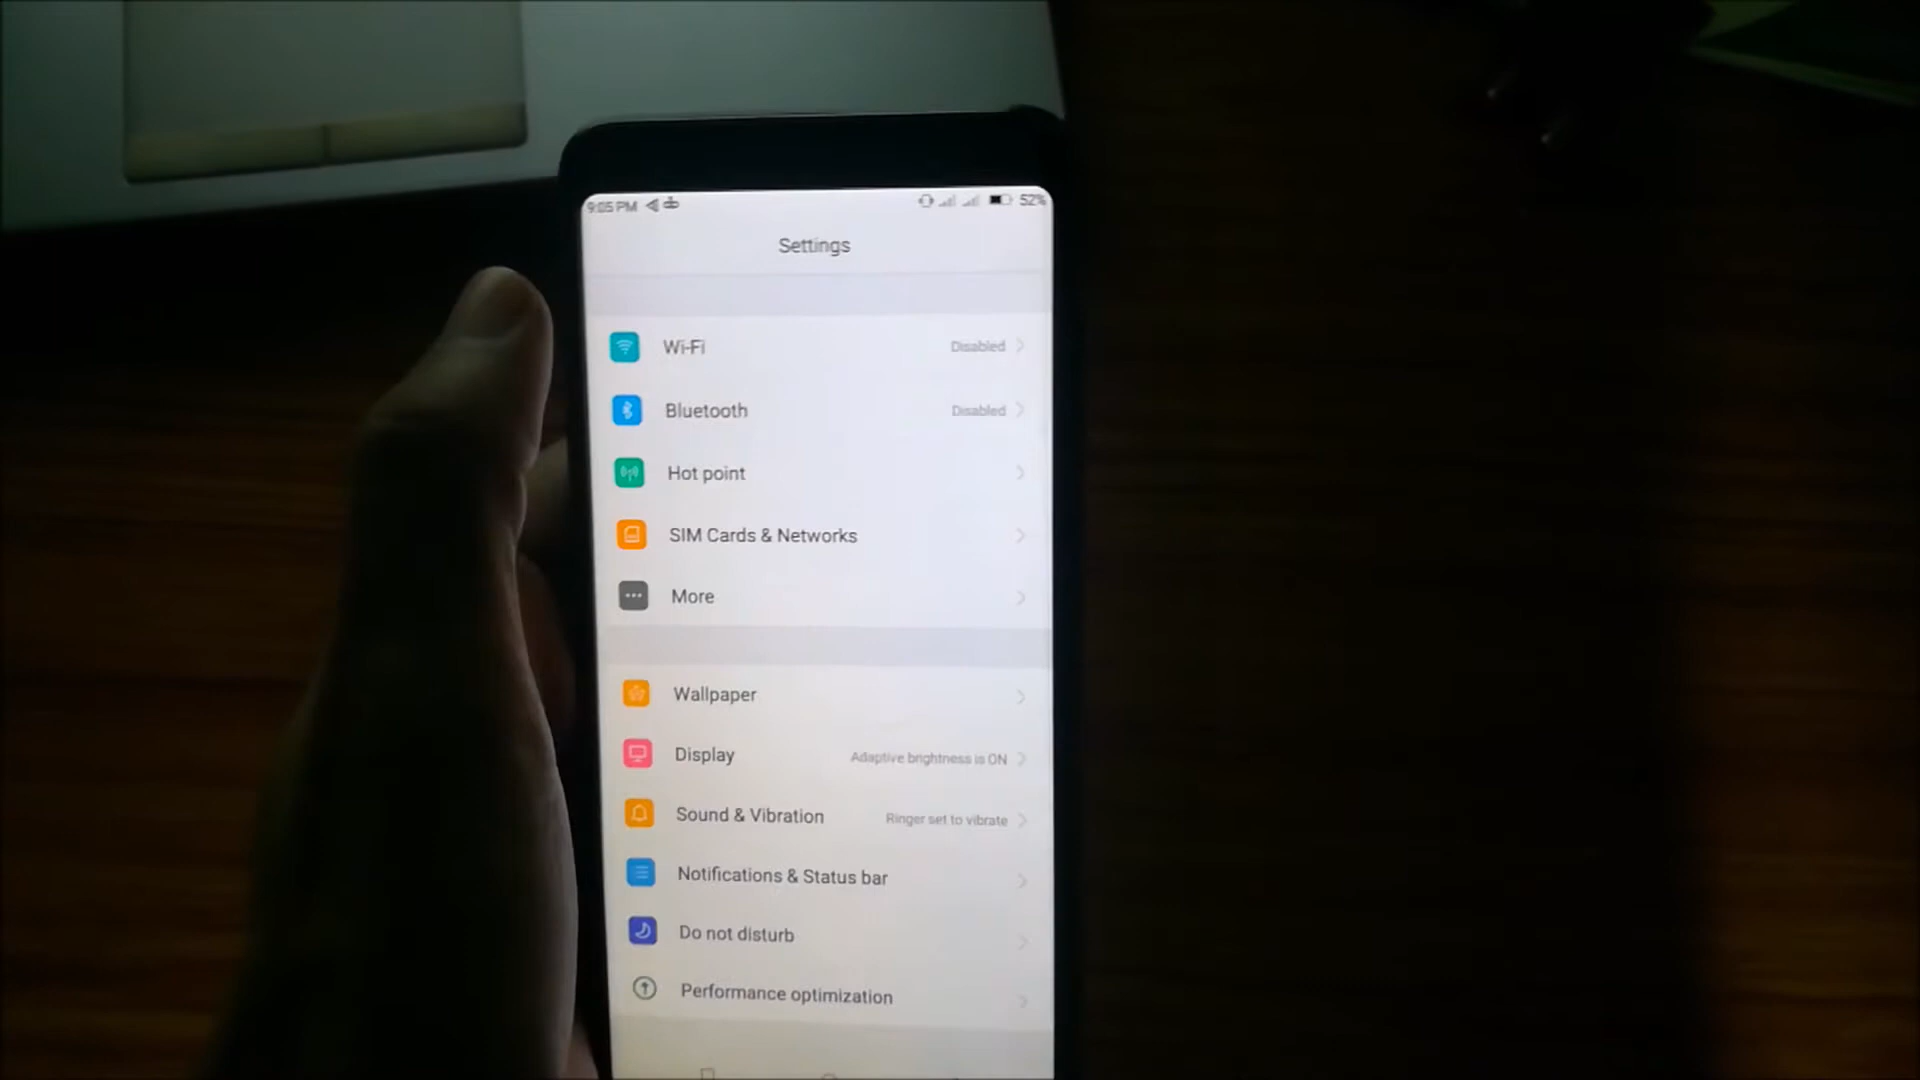 9:05 PM 52%
Settings
Wi-Fi Disabled
Bluetooth Disabled
Hot point
SIM Cards & Networks
More
Wallpaper
Display Adaptive brightness is ON
Sound & Vibration Ringer set to vibrate
Notifications & Status bar
Do not disturb
Performance optimization